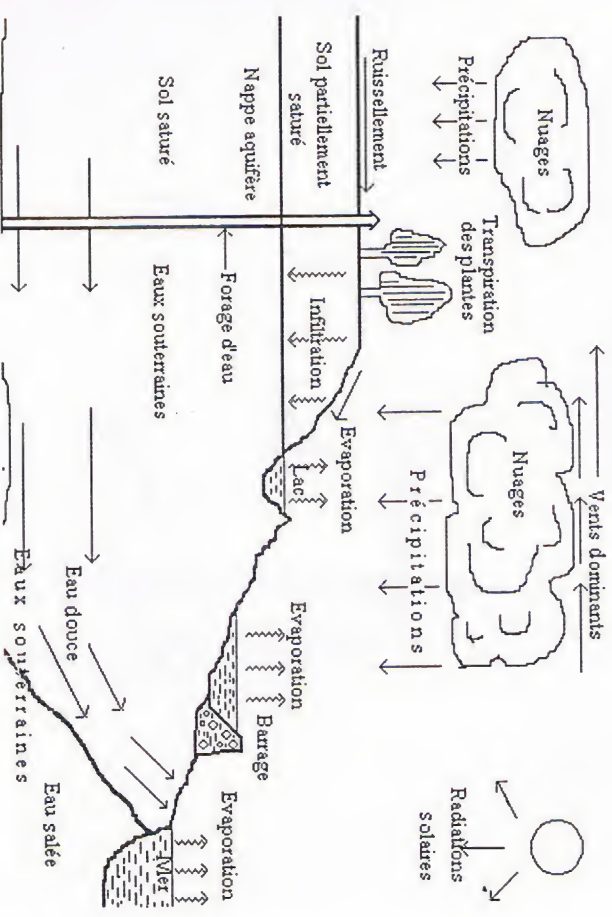 Vents dominants
Nuages
Nuages
Radiations
solaires
Précipitations
Précipitations
Transpiration
des plantes
Ruissellement
Evaporation
Sol partiellement
saturé
Infiltration
Lac
Evaporation
Barrage
Nappe aquifère
Forage d'eau
Evaporation
Mer
Sol saturé
Eaux souterraines
Eau douce
Eaux souterraines
Eau salée